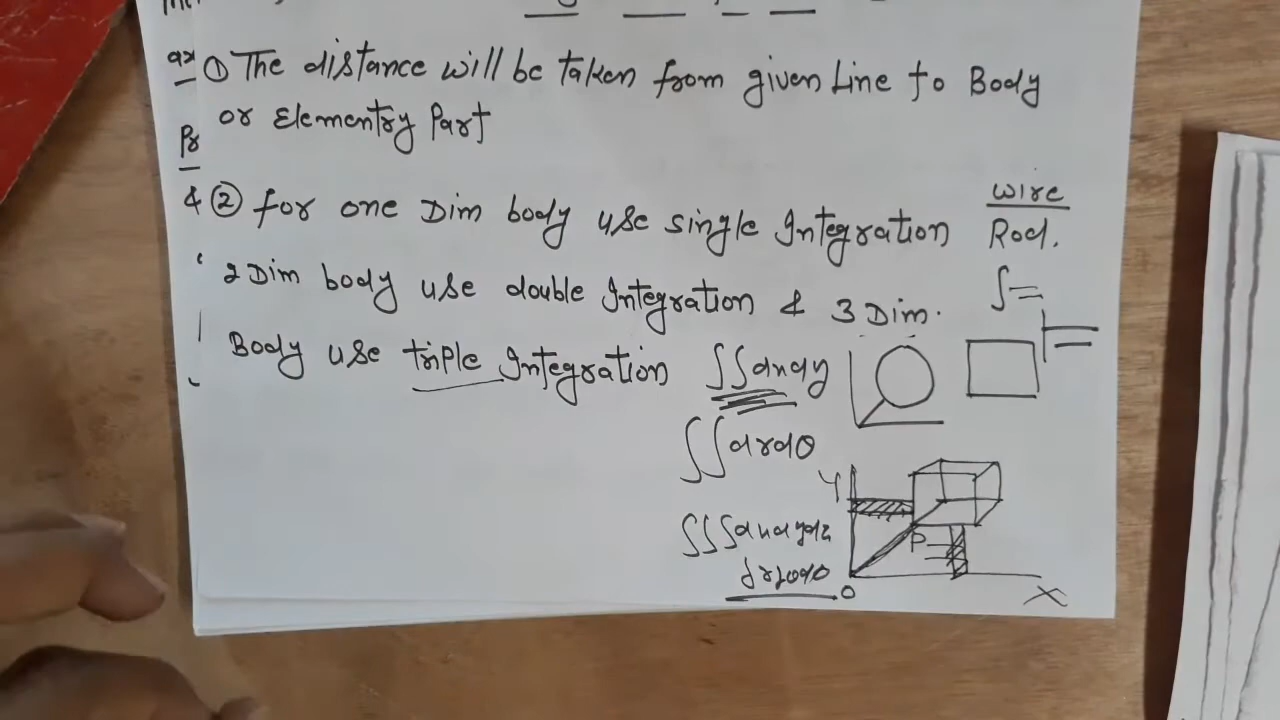 ① The distance will be taken from given Line to Body
or Elementry Part
& ② for one Dim body use single Integration wire
Rod.
2 Dim body use double Integration & 3 Dim.
∫
Body use triple Integration ∫∫dxdy
∫∫drdθ
Y
∫∫∫dxdydz
P
O
X